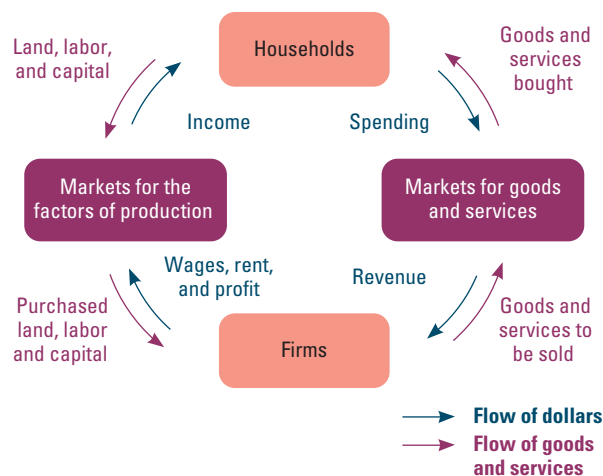 Households
Land, labor,
and capital
Goods and
services
bought
Income
Spending
Markets for the
factors of production
Markets for goods
and services
Wages, rent,
and profit
Revenue
Purchased
land, labor
and capital
Goods and
services to
be sold
Firms
Flow of dollars
Flow of goods
and services